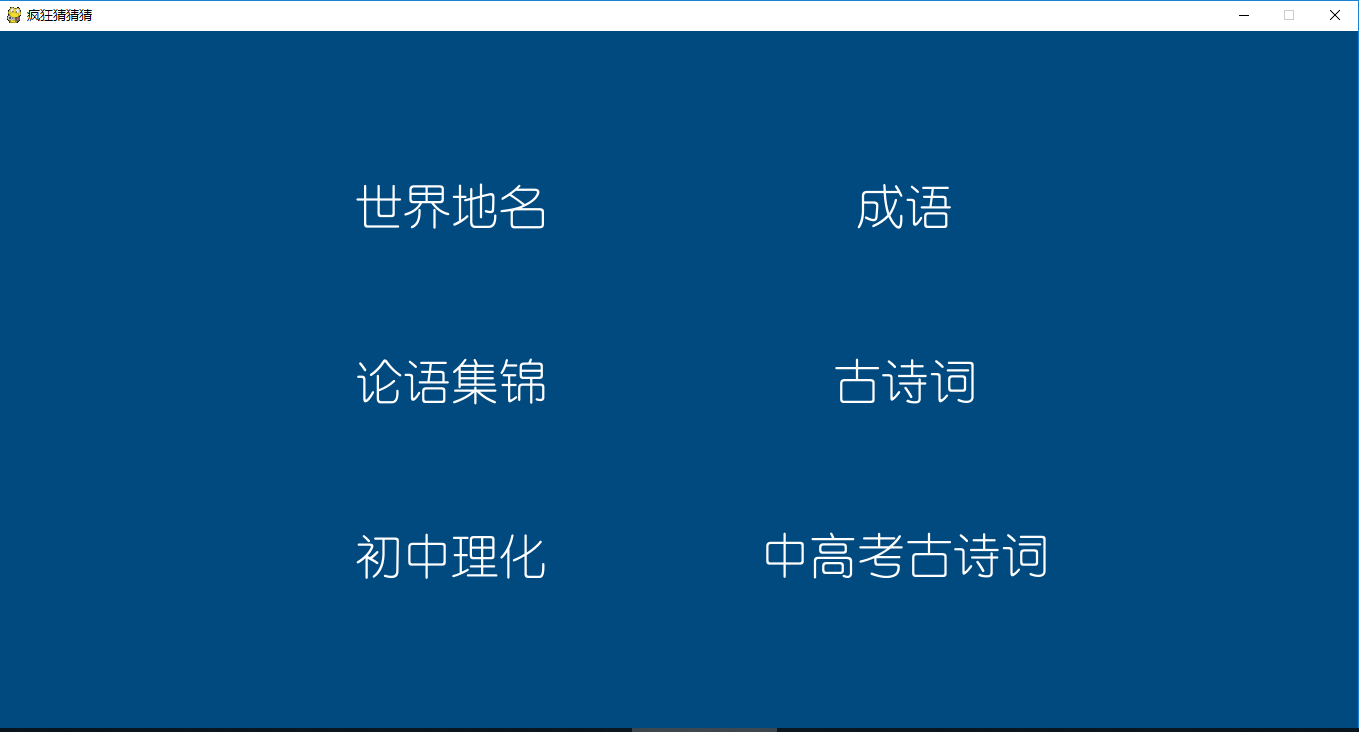 疯狂猜猜猜
世界地名
成语
论语集锦
古诗词
初中理化
中高考古诗词